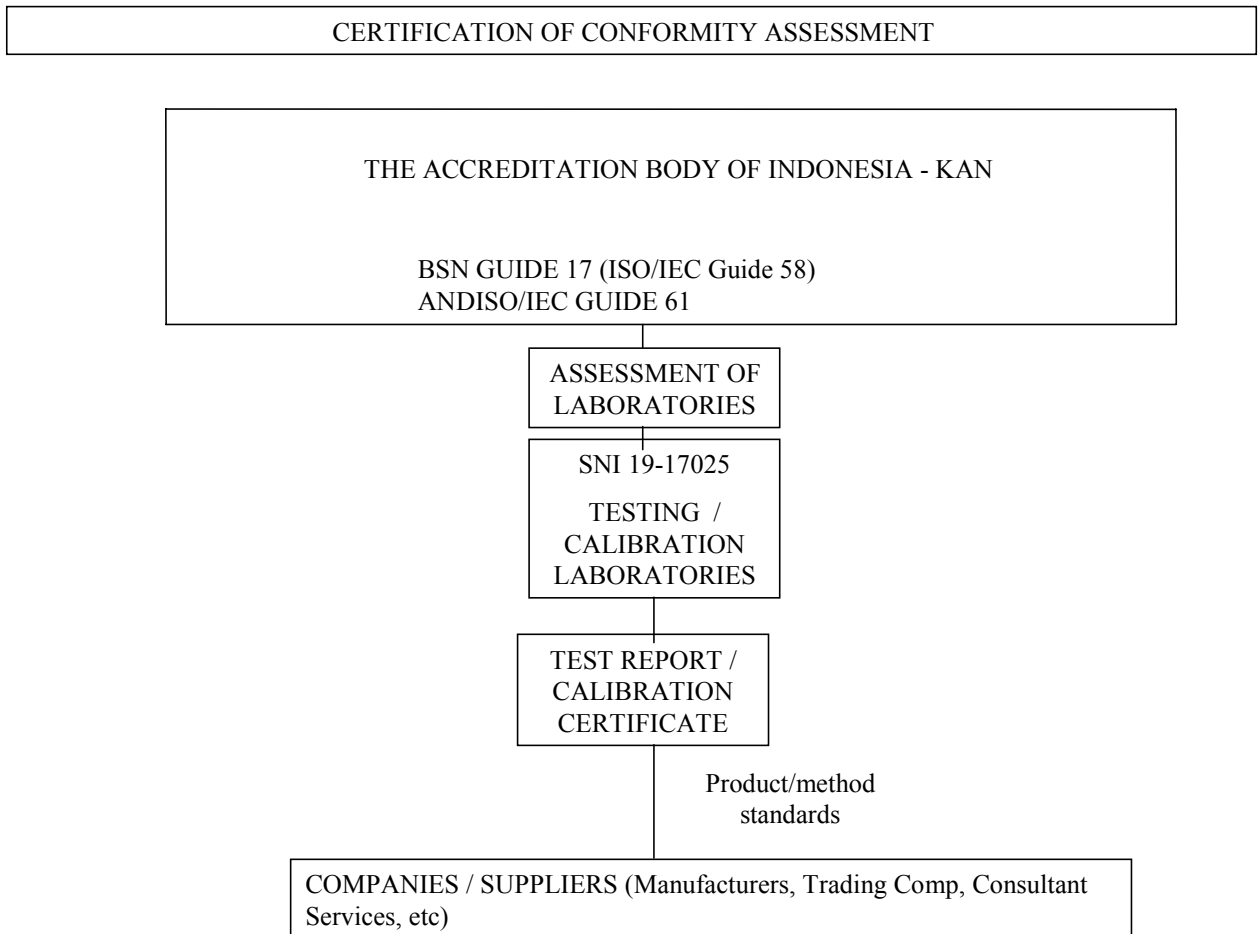 CERTIFICATION OF CONFORMITY ASSESSMENT
THE ACCREDITATION BODY OF INDONESIA - KAN
BSN GUIDE 17 (ISO/IEC Guide 58)
ANDISO/IEC GUIDE 61
ASSESSMENT OF
LABORATORIES
SNI 19-17025
TESTING /
CALIBRATION
LABORATORIES
TEST REPORT /
CALIBRATION
CERTIFICATE
Product/method
standards
COMPANIES / SUPPLIERS (Manufacturers, Trading Comp, Consultant
Services, etc)